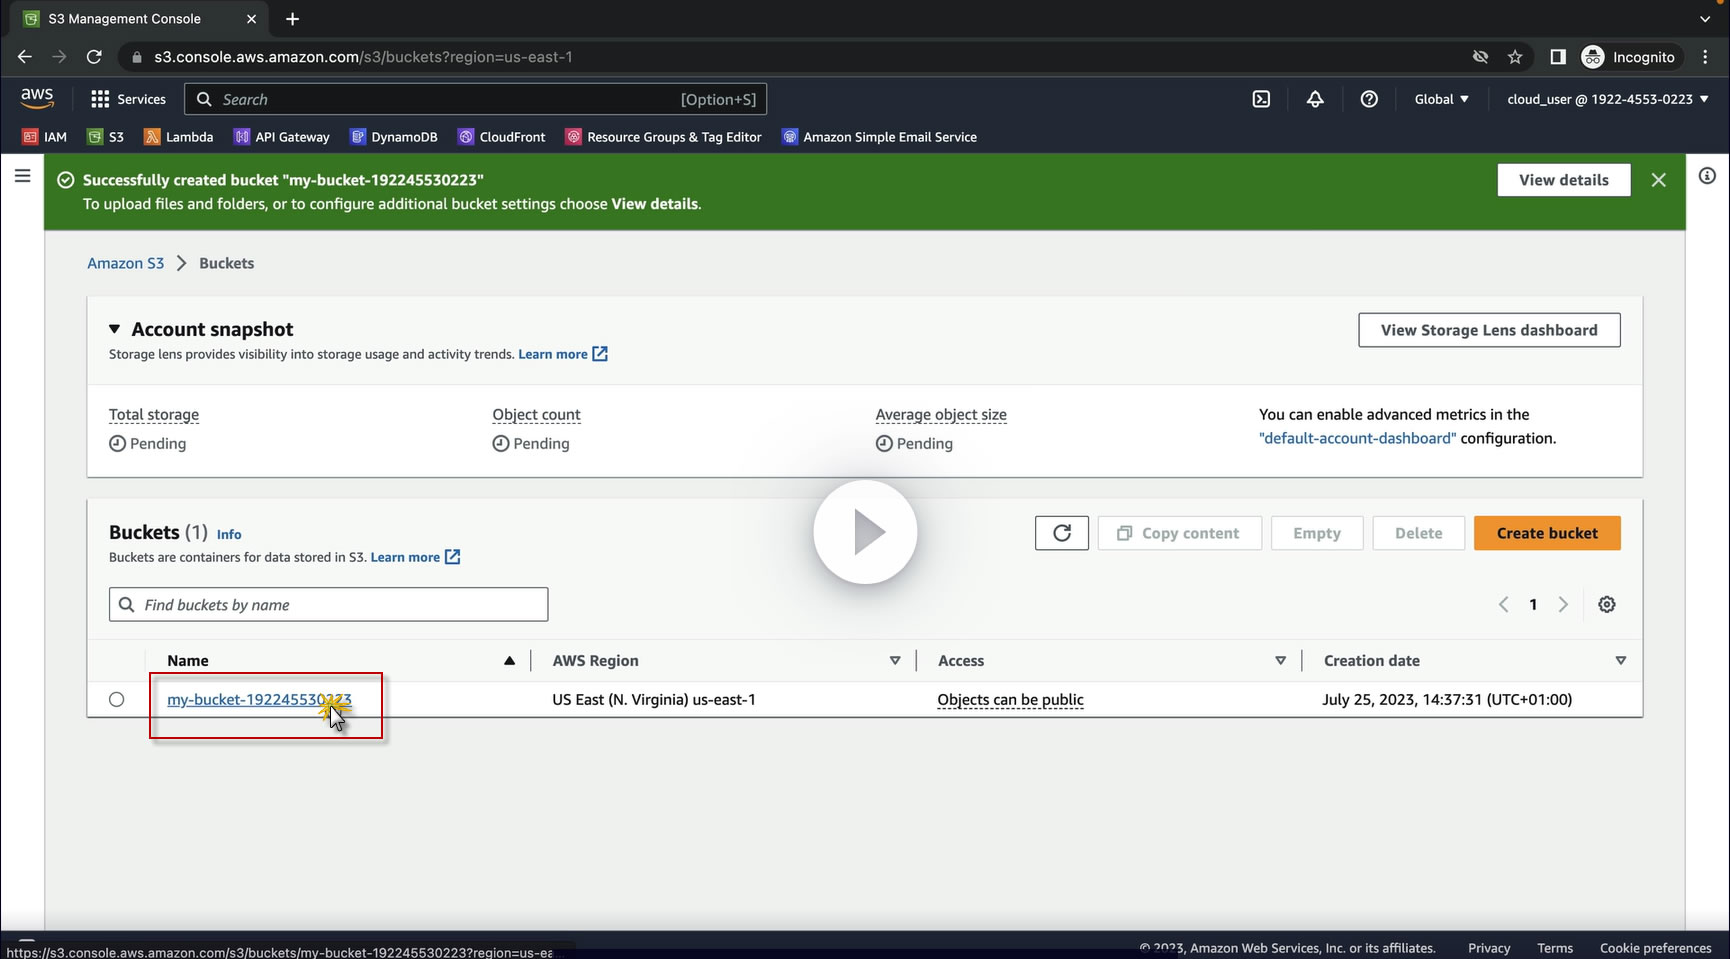 S3 Management Console
s3.console.aws.amazon.com/s3/buckets?region=us-east-1
Incognito
aws
Services
Search
[Option+S]
Global
cloud_user @ 1922-4553-0223
IAM
S3
Lambda
API Gateway
DynamoDB
CloudFront
Resource Groups & Tag Editor
Amazon Simple Email Service
Successfully created bucket "my-bucket-192245530223"
To upload files and folders, or to configure additional bucket settings choose View details.
View details
Amazon S3
Buckets
Account snapshot
Storage lens provides visibility into storage usage and activity trends. Learn more
View Storage Lens dashboard
Total storage
Pending
Object count
Pending
Average object size
Pending
You can enable advanced metrics in the
"default-account-dashboard" configuration.
Buckets (1) Info
Buckets are containers for data stored in S3. Learn more
Copy content
Empty
Delete
Create bucket
Find buckets by name
1
Name
AWS Region
Access
Creation date
my-bucket-192245530223
US East (N. Virginia) us-east-1
Objects can be public
July 25, 2023, 14:37:31 (UTC+01:00)
https://s3.console.aws.amazon.com/s3/buckets/my-bucket-192245530223?region=us-ea...
© 2023, Amazon Web Services, Inc. or its affiliates.
Privacy
Terms
Cookie preferences